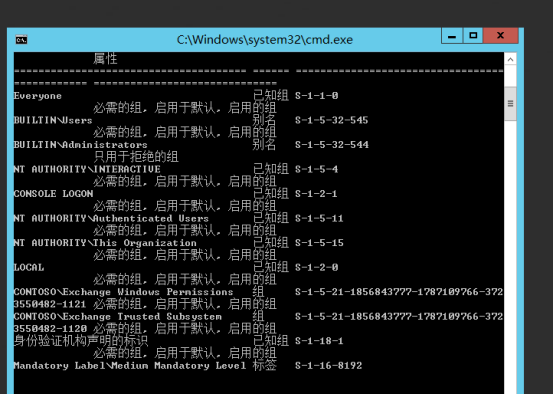 C:\Windows\system32\cmd.exe
属性
====================================== ====== ==================================
============ ==============================
Everyone 已知组 S-1-1-0
必需的组, 启用于默认, 启用的组
BUILTIN\Users 别名 S-1-5-32-545
必需的组, 启用于默认, 启用的组
BUILTIN\Administrators 别名 S-1-5-32-544
只用于拒绝的组
NT AUTHORITY\INTERACTIVE 已知组 S-1-5-4
必需的组, 启用于默认, 启用的组
CONSOLE LOGON 已知组 S-1-2-1
必需的组, 启用于默认, 启用的组
NT AUTHORITY\Authenticated Users 已知组 S-1-5-11
必需的组, 启用于默认, 启用的组
NT AUTHORITY\This Organization 已知组 S-1-5-15
必需的组, 启用于默认, 启用的组
LOCAL 已知组 S-1-2-0
必需的组, 启用于默认, 启用的组
CONTOSO\Exchange Windows Permissions 组 S-1-5-21-1856843777-1787109766-372
3550482-1121 必需的组, 启用于默认, 启用的组
CONTOSO\Exchange Trusted Subsystem 组 S-1-5-21-1856843777-1787109766-372
3550482-1120 必需的组, 启用于默认, 启用的组
身份验证机构声明的标识 已知组 S-1-18-1
必需的组, 启用于默认, 启用的组
Mandatory Label\Medium Mandatory Level 标签 S-1-16-8192